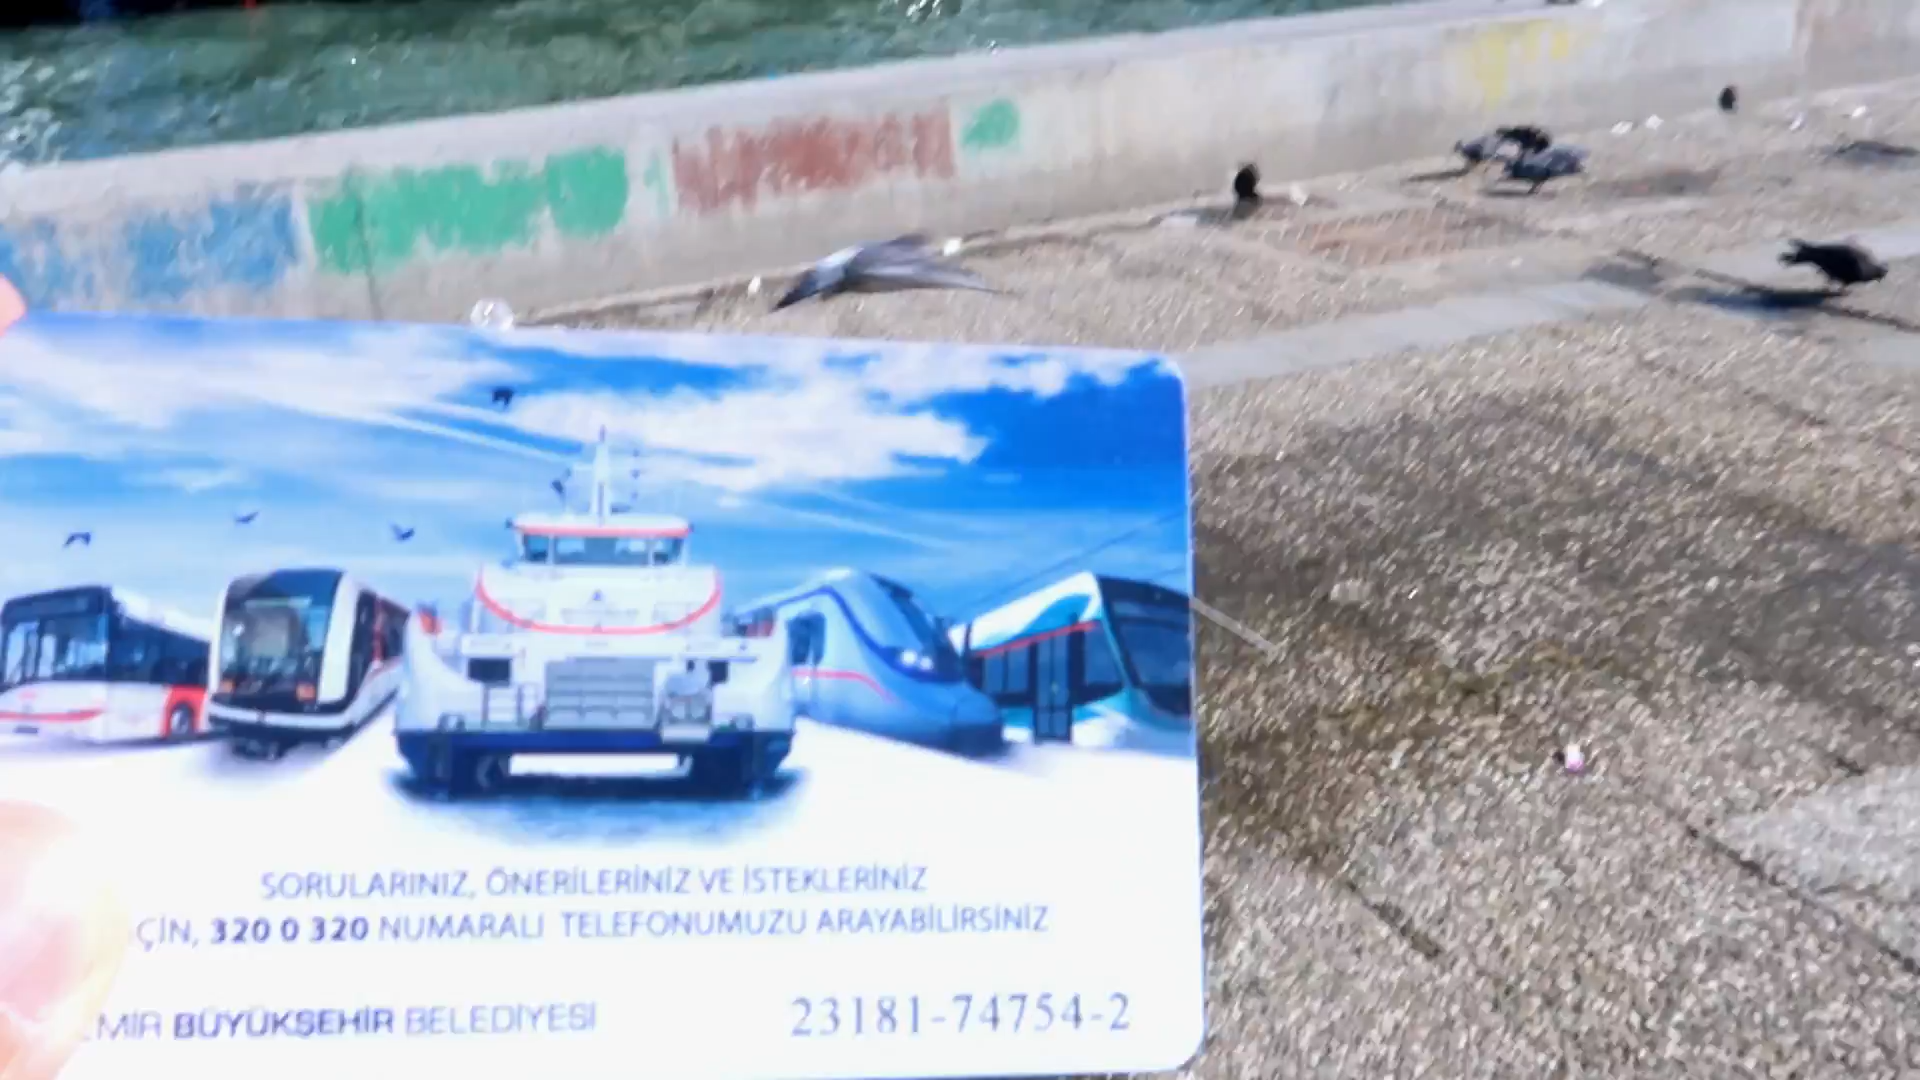 SORULARINIZ, ÖNERİLERİNİZ VE İSTEKLERİNİZ
ÇİN, 320 0 320 NUMARALI TELEFONUMUZU ARAYABİLİRSİNİZ
ZMİR BÜYÜKŞEHİR BELEDİYESİ
23181-74754-2